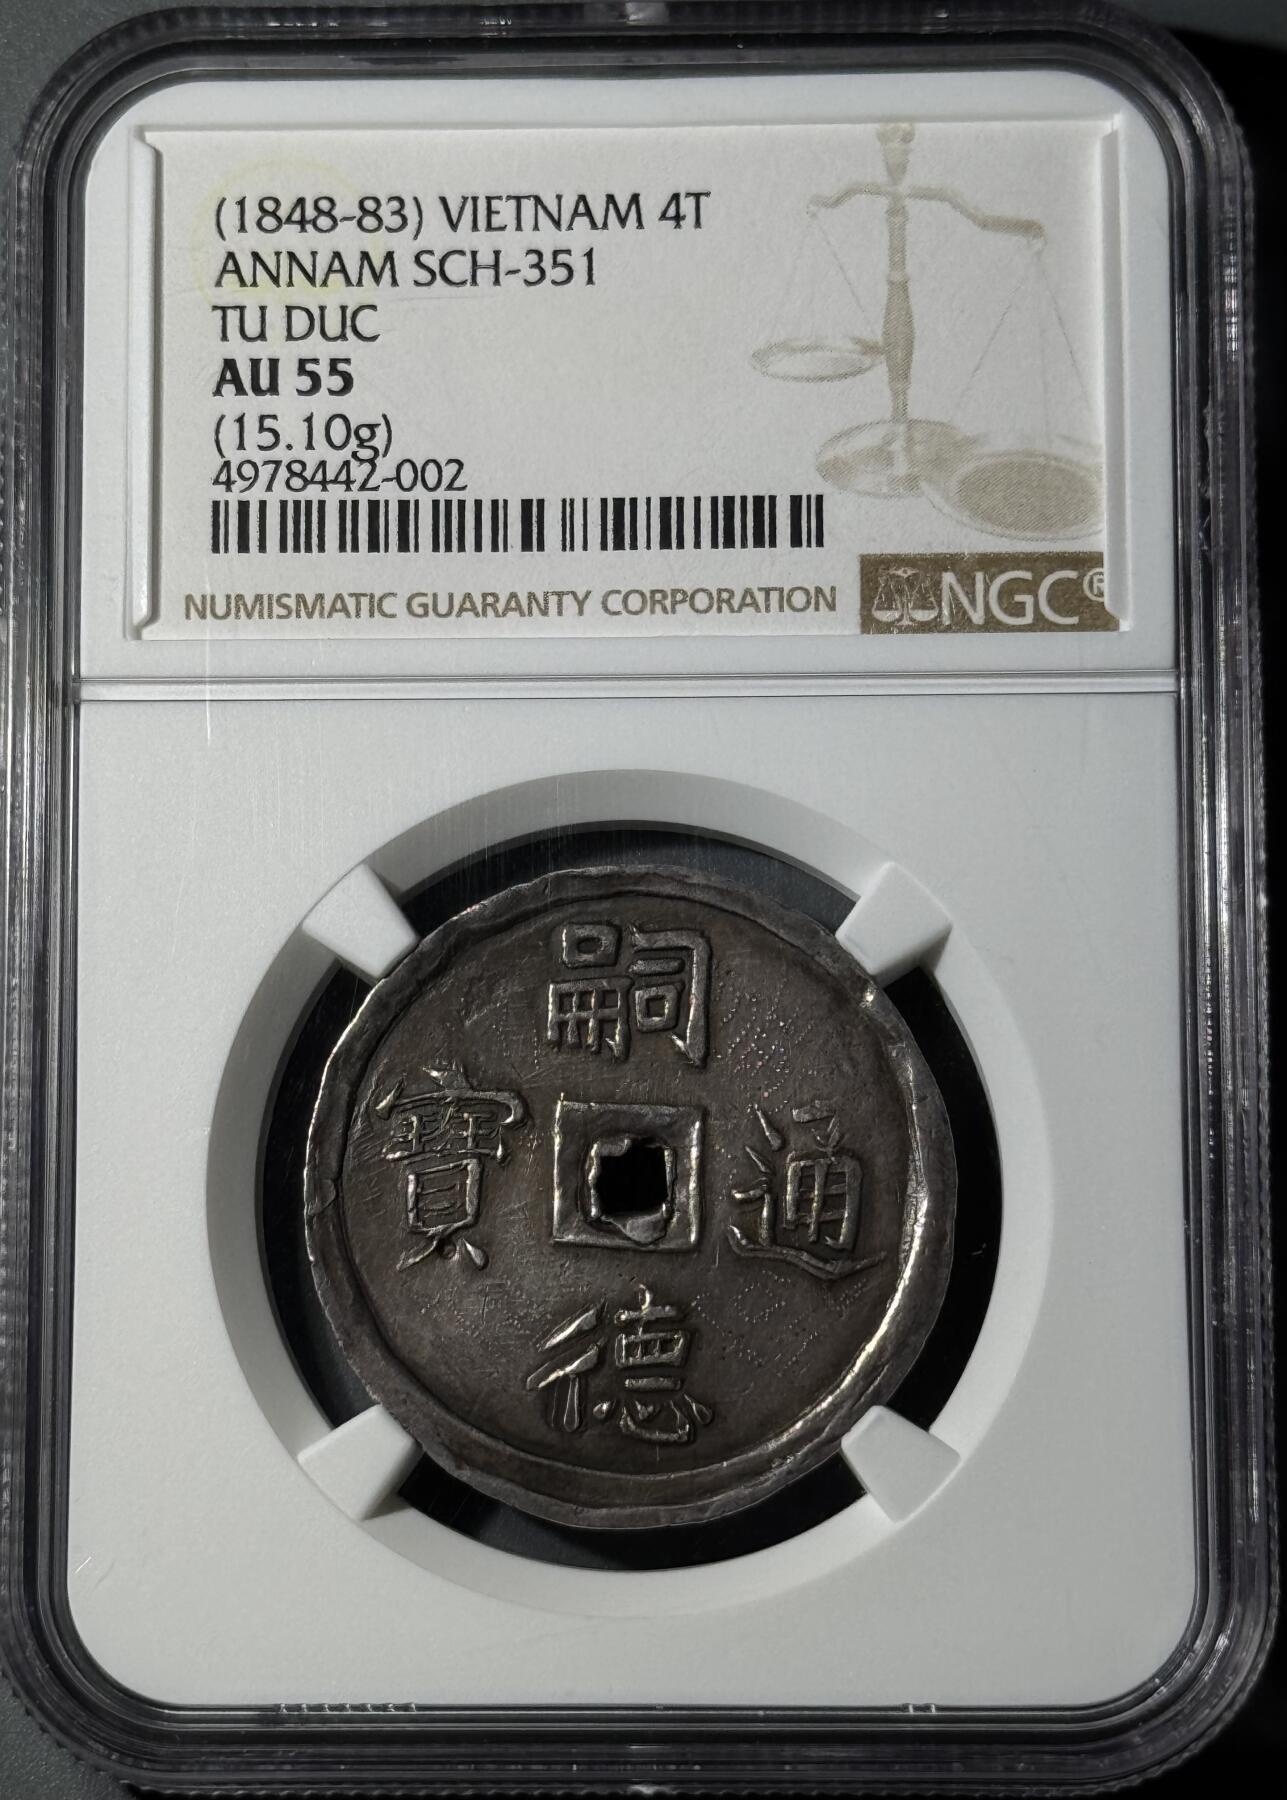 (1848-83) VIETNAM 4T
ANNAM SCH-351
TU DUC
AU 55
(15.10g)
4978442-002
NUMISMATIC GUARANTY CORPORATION
NGC®
嗣
德
通
寶